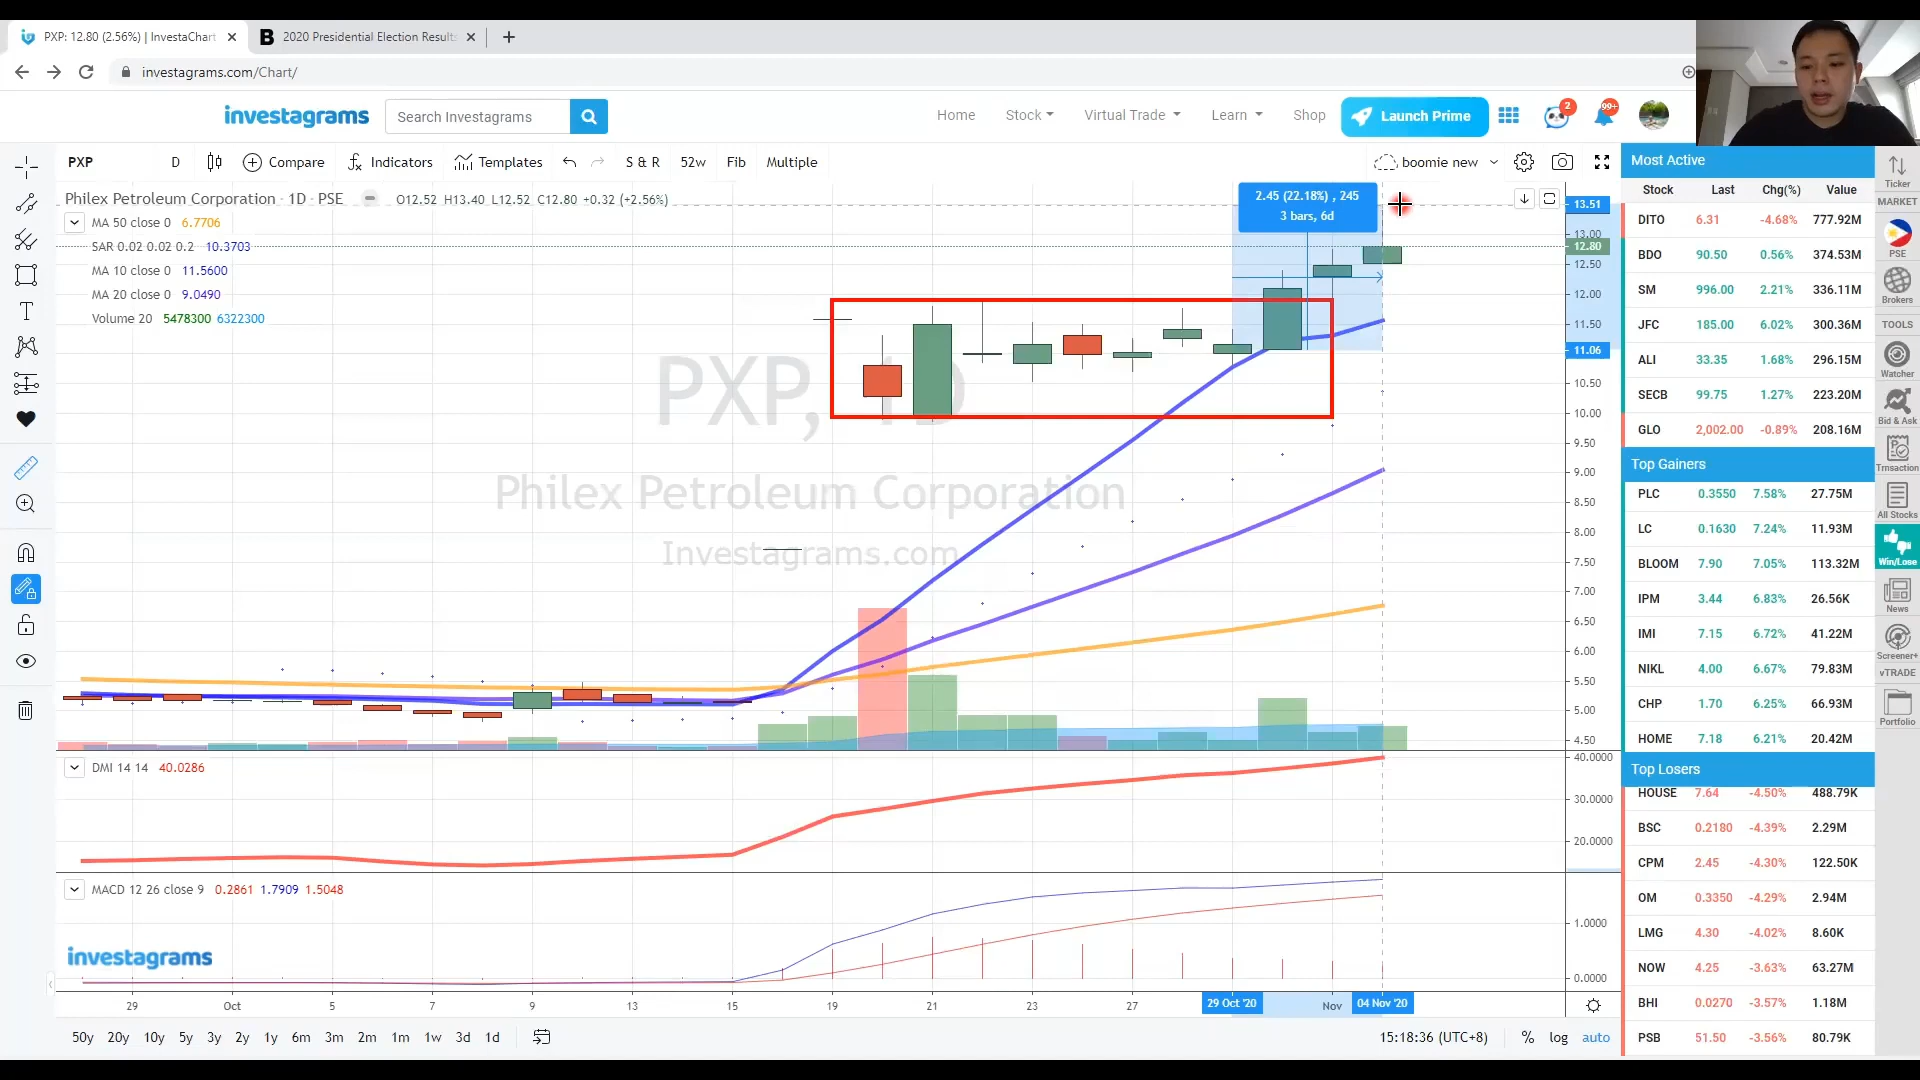 PXP: 12.80 (2.56%) | InvestaChart
2020 Presidential Election Results
investagrams.com/Chart/
investagrams
Search Investagrams
Home
Stock
Virtual Trade
Learn
Shop
Launch Prime
2
99+
PXP
D
Compare
Indicators
Templates
S & R
52w
Fib
Multiple
boomie new
Philex Petroleum Corporation · 1D · PSE
O12.52 H13.40 L12.52 C12.80 +0.32 (+2.56%)
MA 50 close 0 6.7706
SAR 0.02 0.02 0.2 10.3703
MA 10 close 0 11.5600
MA 20 close 0 9.0490
Volume 20 5478300 6322300
2.45 (22.18%) , 245
3 bars, 6d
PXP, 1D
Philex Petroleum Corporation
Investagrams.com
13.51
13.00
12.80
12.50
12.00
11.50
11.06
10.50
10.00
9.50
9.00
8.50
8.00
7.50
7.00
6.50
6.00
5.50
5.00
4.50
DMI 14 14 40.0286
40.0000
30.0000
20.0000
MACD 12 26 close 9 0.2861 1.7909 1.5048
1.0000
0.0000
investagrams
29 Oct 5 7 9 13 15 19 21 23 27 29 Oct '20 Nov 04 Nov '20
50y 20y 10y 5y 3y 2y 1y 6m 3m 2m 1m 1w 3d 1d
15:18:36 (UTC+8)
% log auto
Most Active
Stock Last Chg(%) Value
DITO 6.31 -4.68% 777.92M
BDO 90.50 0.56% 374.53M
SM 996.00 2.21% 336.11M
JFC 185.00 6.02% 300.36M
ALI 33.35 1.68% 296.15M
SECB 99.75 1.27% 223.20M
GLO 2,002.00 -0.89% 208.16M
Top Gainers
PLC 0.3550 7.58% 27.75M
LC 0.1630 7.24% 11.93M
BLOOM 7.90 7.05% 113.32M
IPM 3.44 6.83% 26.56K
IMI 7.15 6.72% 41.22M
NIKL 4.00 6.67% 79.83M
CHP 1.70 6.25% 66.93M
HOME 7.18 6.21% 20.42M
Top Losers
HOUSE 7.64 -4.50% 488.79K
BSC 0.2180 -4.39% 2.29M
CPM 2.45 -4.30% 122.50K
OM 0.3350 -4.29% 2.94M
LMG 4.30 -4.02% 8.60K
NOW 4.25 -3.63% 63.27M
BHI 0.0270 -3.57% 1.18M
PSB 51.50 -3.56% 80.79K
Ticker
MARKET
PSE
Brokers
TOOLS
Watcher
Bid & Ask
Trnsaction
All Stocks
Win/Lose
News
Screener+
vTRADE
Portfolio